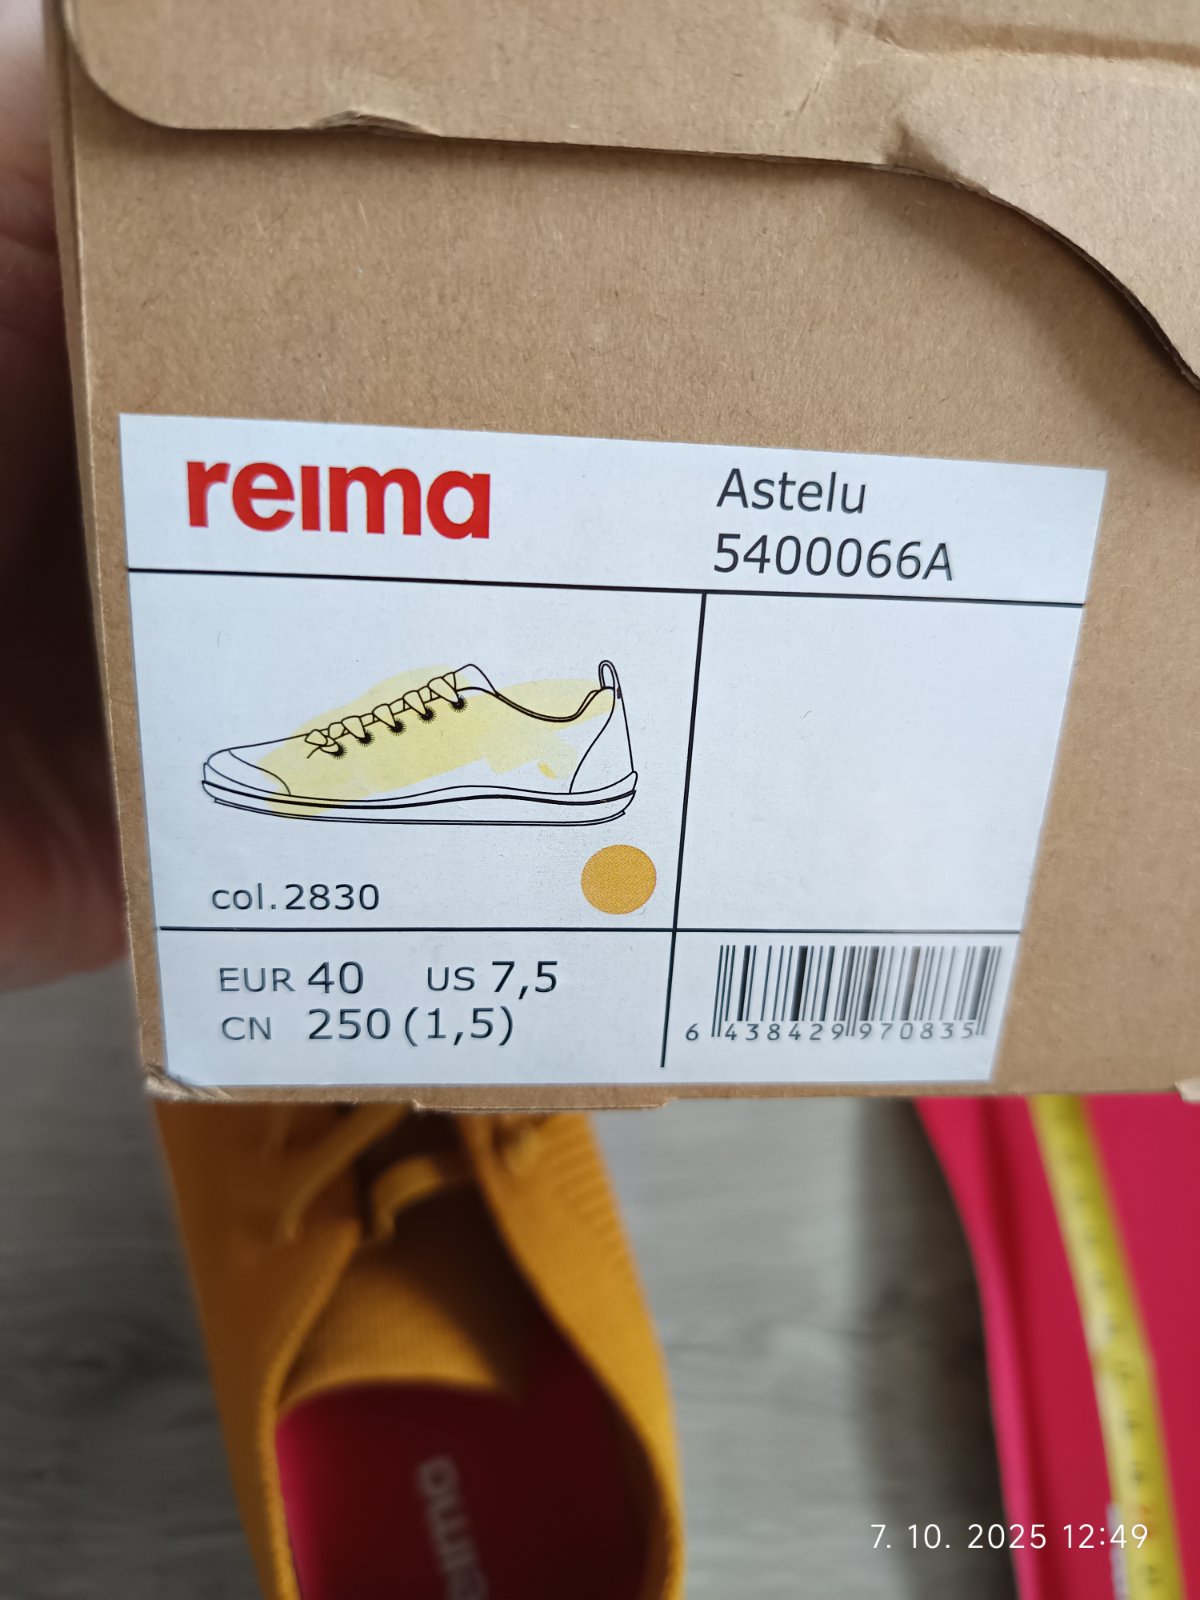 reima
Astelu
5400066A
col.2830
EUR 40 US 7,5
CN 250 (1,5)
6 438429 970835
reima
7. 10. 2025 12:49